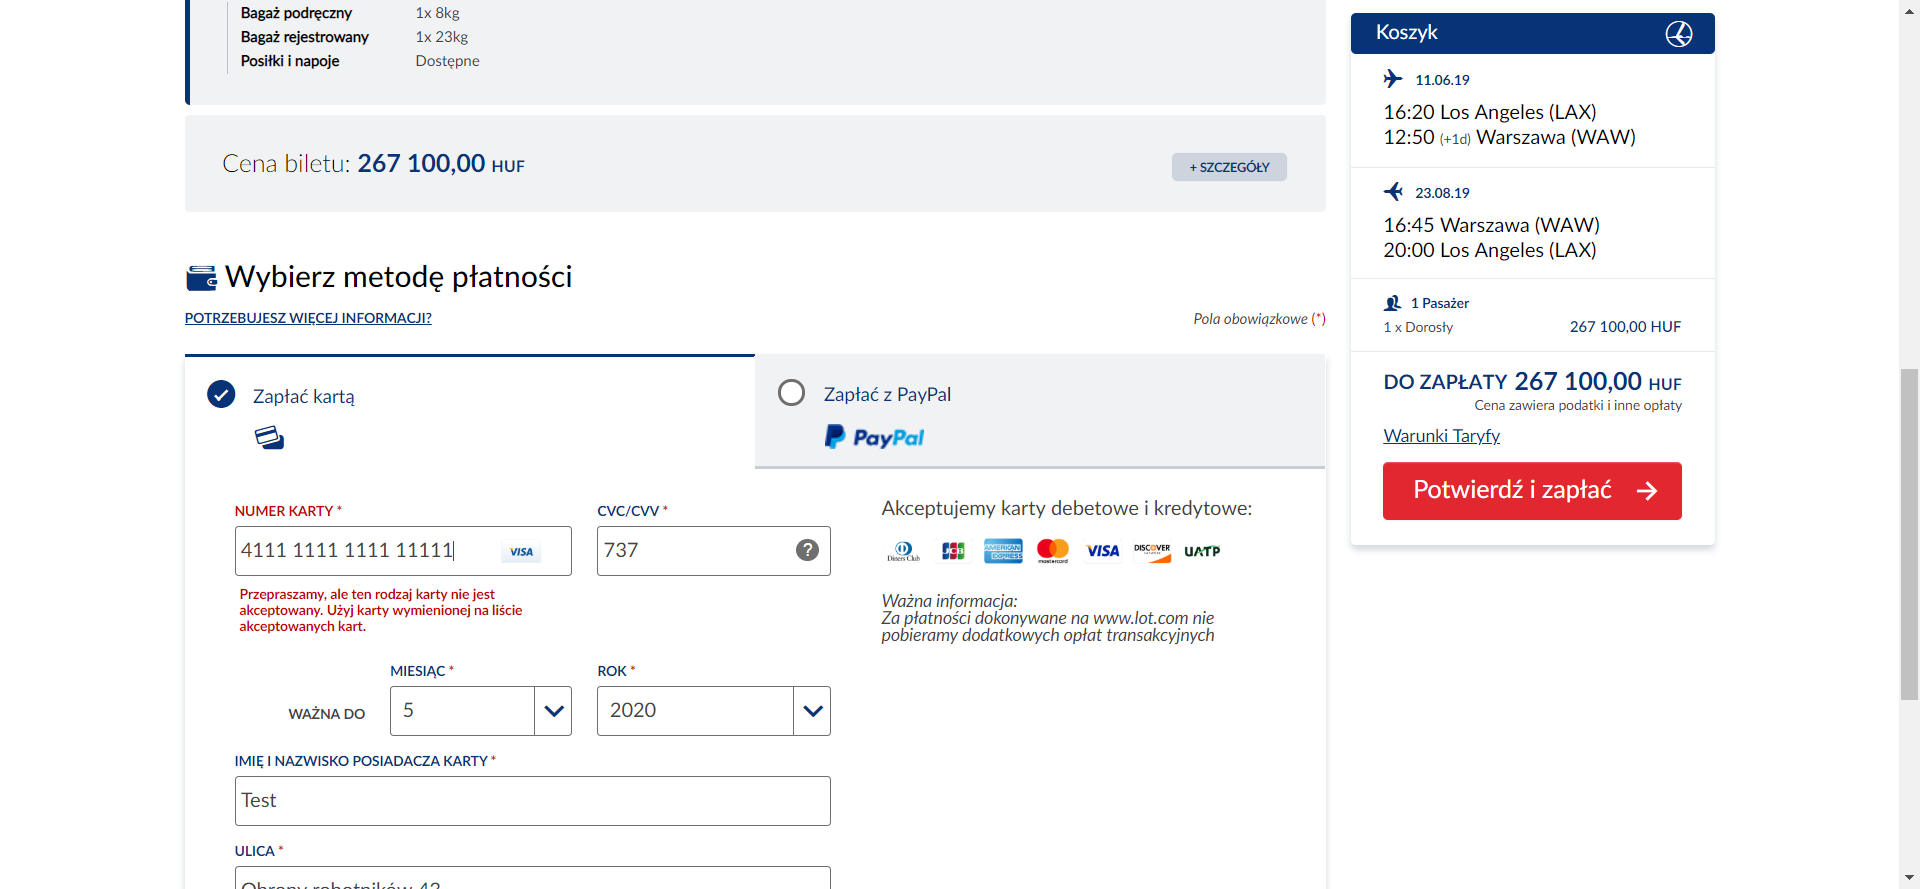 Bagaż podręczny 1x 8kg
Bagaż rejestrowany 1x 23kg
Posiłki i napoje Dostępne
Cena biletu: 267 100,00 HUF
+ SZCZEGÓŁY
Wybierz metodę płatności
POTRZEBUJESZ WIĘCEJ INFORMACJI?
Pola obowiązkowe (*)
Zapłać kartą
Zapłać z PayPal
PayPal
NUMER KARTY *
4111 1111 1111 11111
VISA
Przepraszamy, ale ten rodzaj karty nie jest
akceptowany. Użyj karty wymienionej na liście
akceptowanych kart.
CVC/CVV *
737
?
MIESIĄC *
ROK *
WAŻNA DO
5
2020
IMIĘ I NAZWISKO POSIADACZA KARTY *
Test
ULICA *
Obrony robotników 43
Akceptujemy karty debetowe i kredytowe:
Diners Club
JCB
AMERICAN EXPRESS
mastercard
VISA
DISCOVER
UATP
Ważna informacja:
Za płatności dokonywane na www.lot.com nie
pobieramy dodatkowych opłat transakcyjnych
Koszyk
11.06.19
16:20 Los Angeles (LAX)
12:50 (+1d) Warszawa (WAW)
23.08.19
16:45 Warszawa (WAW)
20:00 Los Angeles (LAX)
1 Pasażer
1 x Dorosły 267 100,00 HUF
DO ZAPŁATY 267 100,00 HUF
Cena zawiera podatki i inne opłaty
Warunki Taryfy
Potwierdź i zapłać